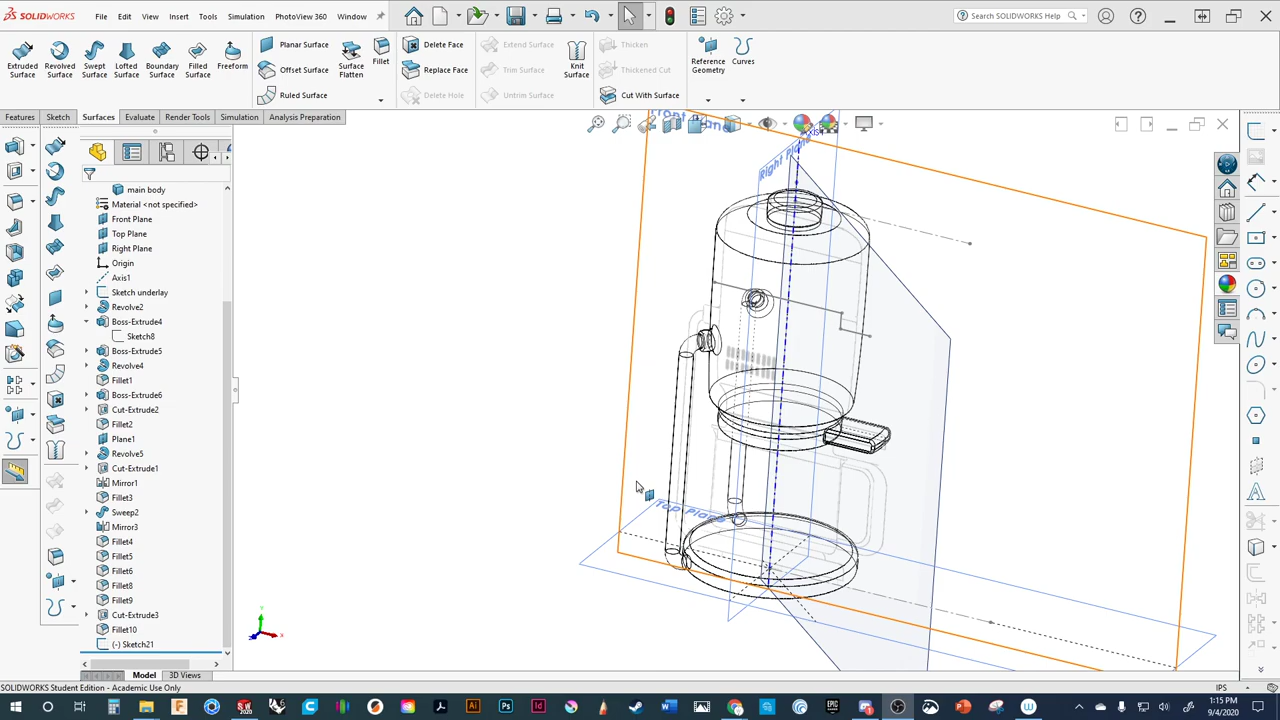 SOLIDWORKS
File Edit View Insert Tools Simulation PhotoView 360 Window
Search SOLIDWORKS Help
Extruded Surface
Revolved Surface
Swept Surface
Lofted Surface
Boundary Surface
Filled Surface
Freeform
Planar Surface
Offset Surface
Ruled Surface
Surface Flatten
Fillet
Delete Face
Replace Face
Delete Hole
Extend Surface
Trim Surface
Untrim Surface
Knit Surface
Thicken
Thickened Cut
Cut With Surface
Reference Geometry
Curves
Features Sketch Surfaces Evaluate Render Tools Simulation Analysis Preparation
main body
Material <not specified>
Front Plane
Top Plane
Right Plane
Origin
Axis1
Sketch underlay
Revolve2
Boss-Extrude4
Sketch8
Boss-Extrude5
Revolve4
Fillet1
Boss-Extrude6
Cut-Extrude2
Fillet2
Plane1
Revolve5
Cut-Extrude1
Mirror1
Fillet3
Sweep2
Mirror3
Fillet4
Fillet5
Fillet6
Fillet8
Fillet9
Cut-Extrude3
Fillet10
(-) Sketch21
Front Plane
Right Plane
Top Plane
Y
X
Z
Model 3D Views
SOLIDWORKS Student Edition - Academic Use Only
IPS
1:15 PM
9/4/2020